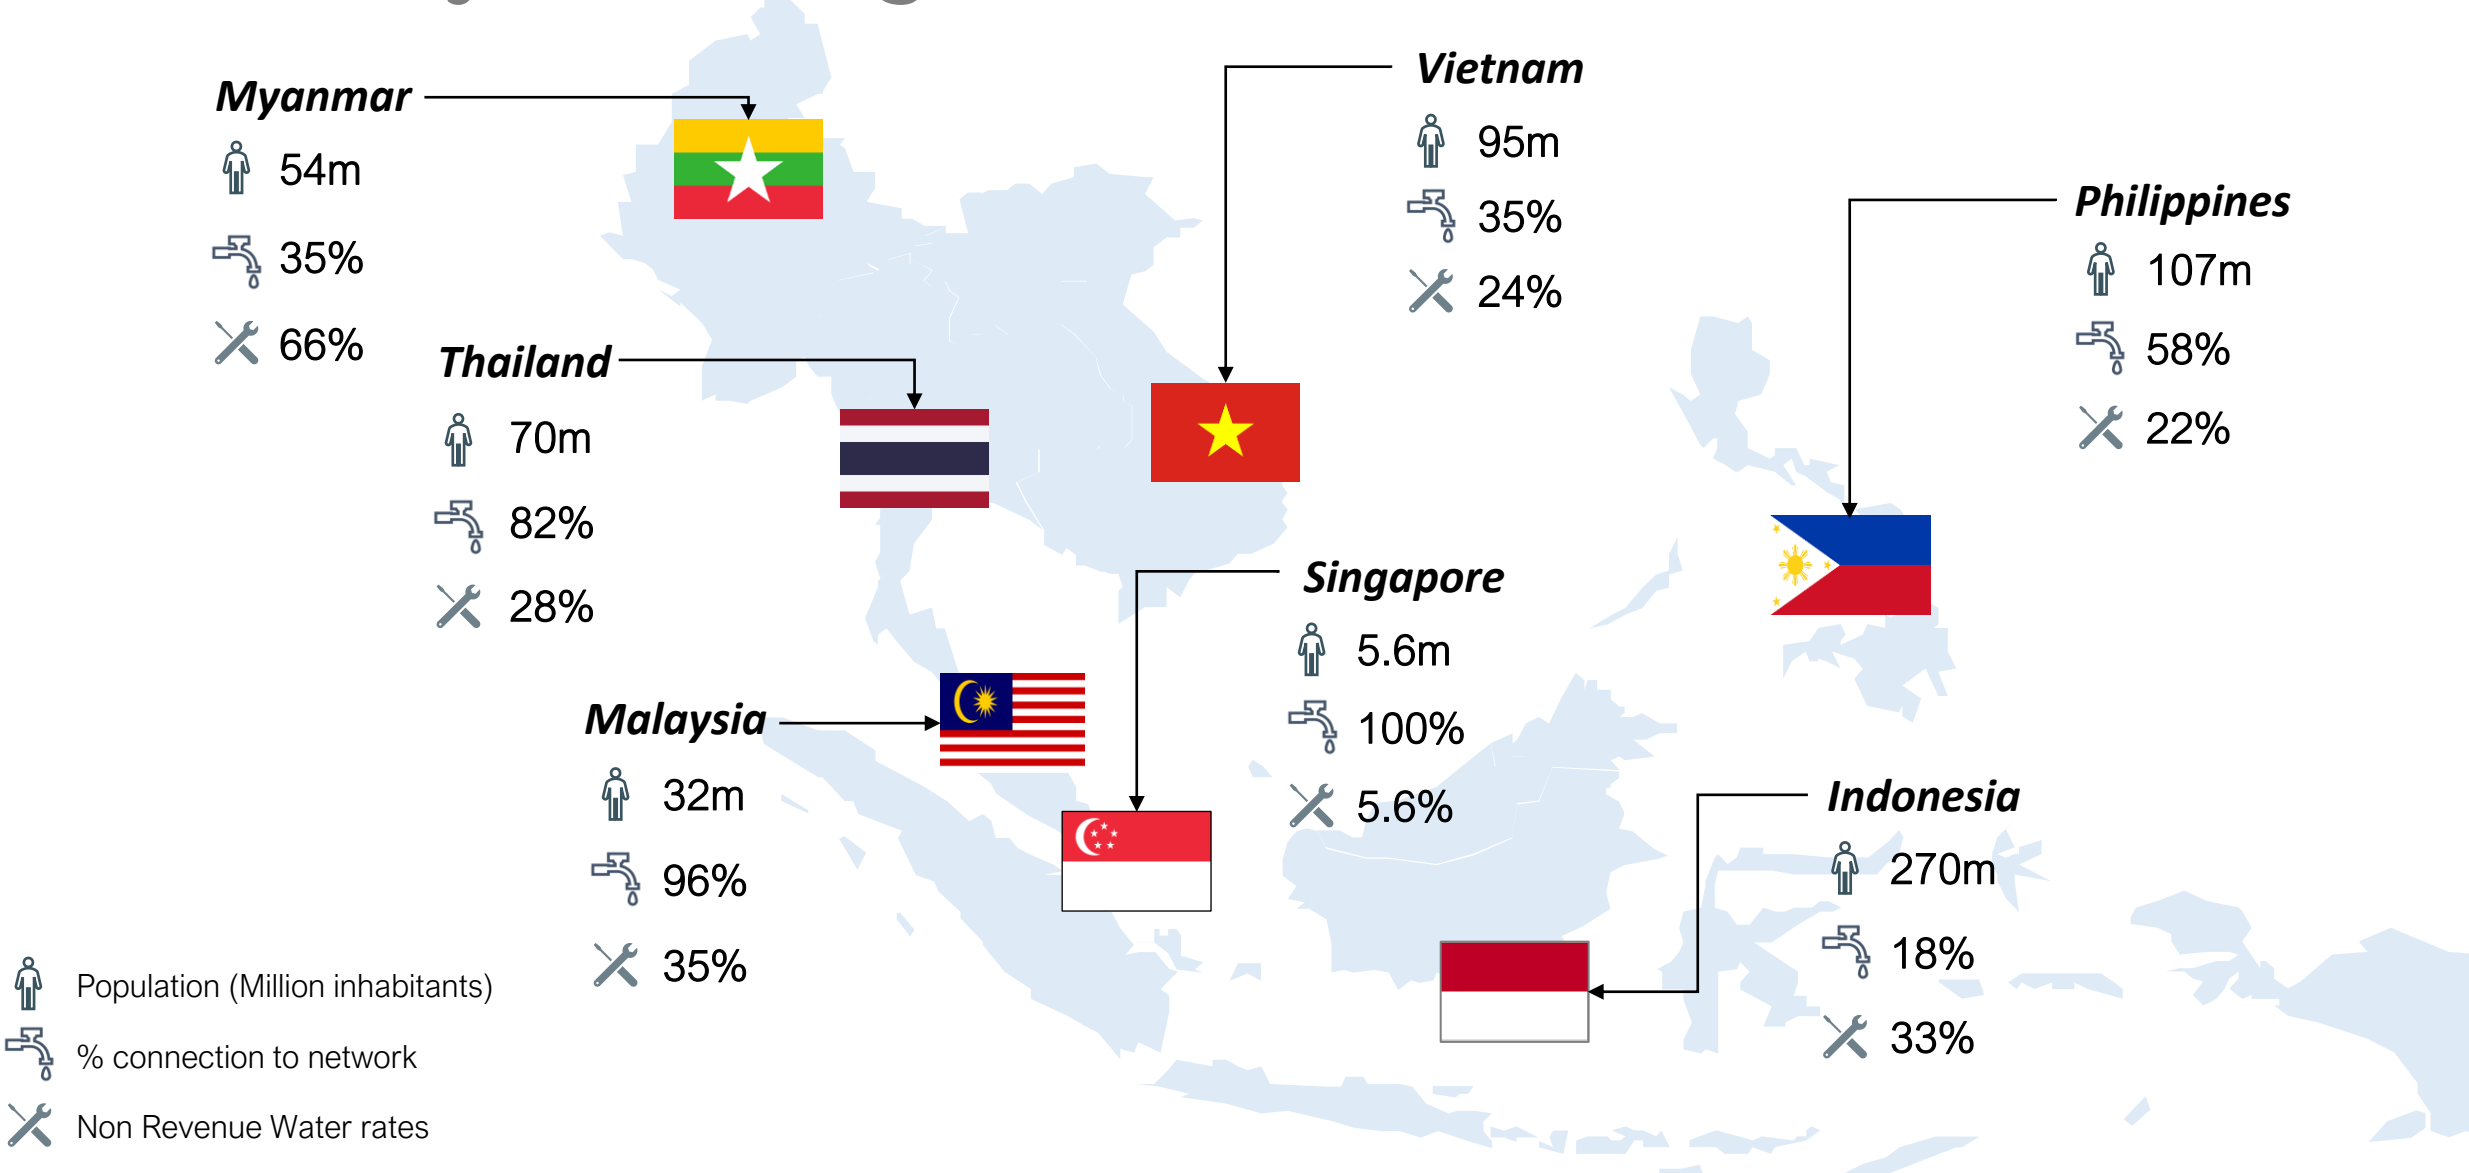 Myanmar
54m
35%
66%
Thailand
70m
82%
28%
Malaysia
32m
96%
35%
Vietnam
95m
35%
24%
Philippines
107m
58%
22%
Singapore
5.6m
100%
5.6%
Indonesia
270m
18%
33%
Population (Million inhabitants)
% connection to network
Non Revenue Water rates